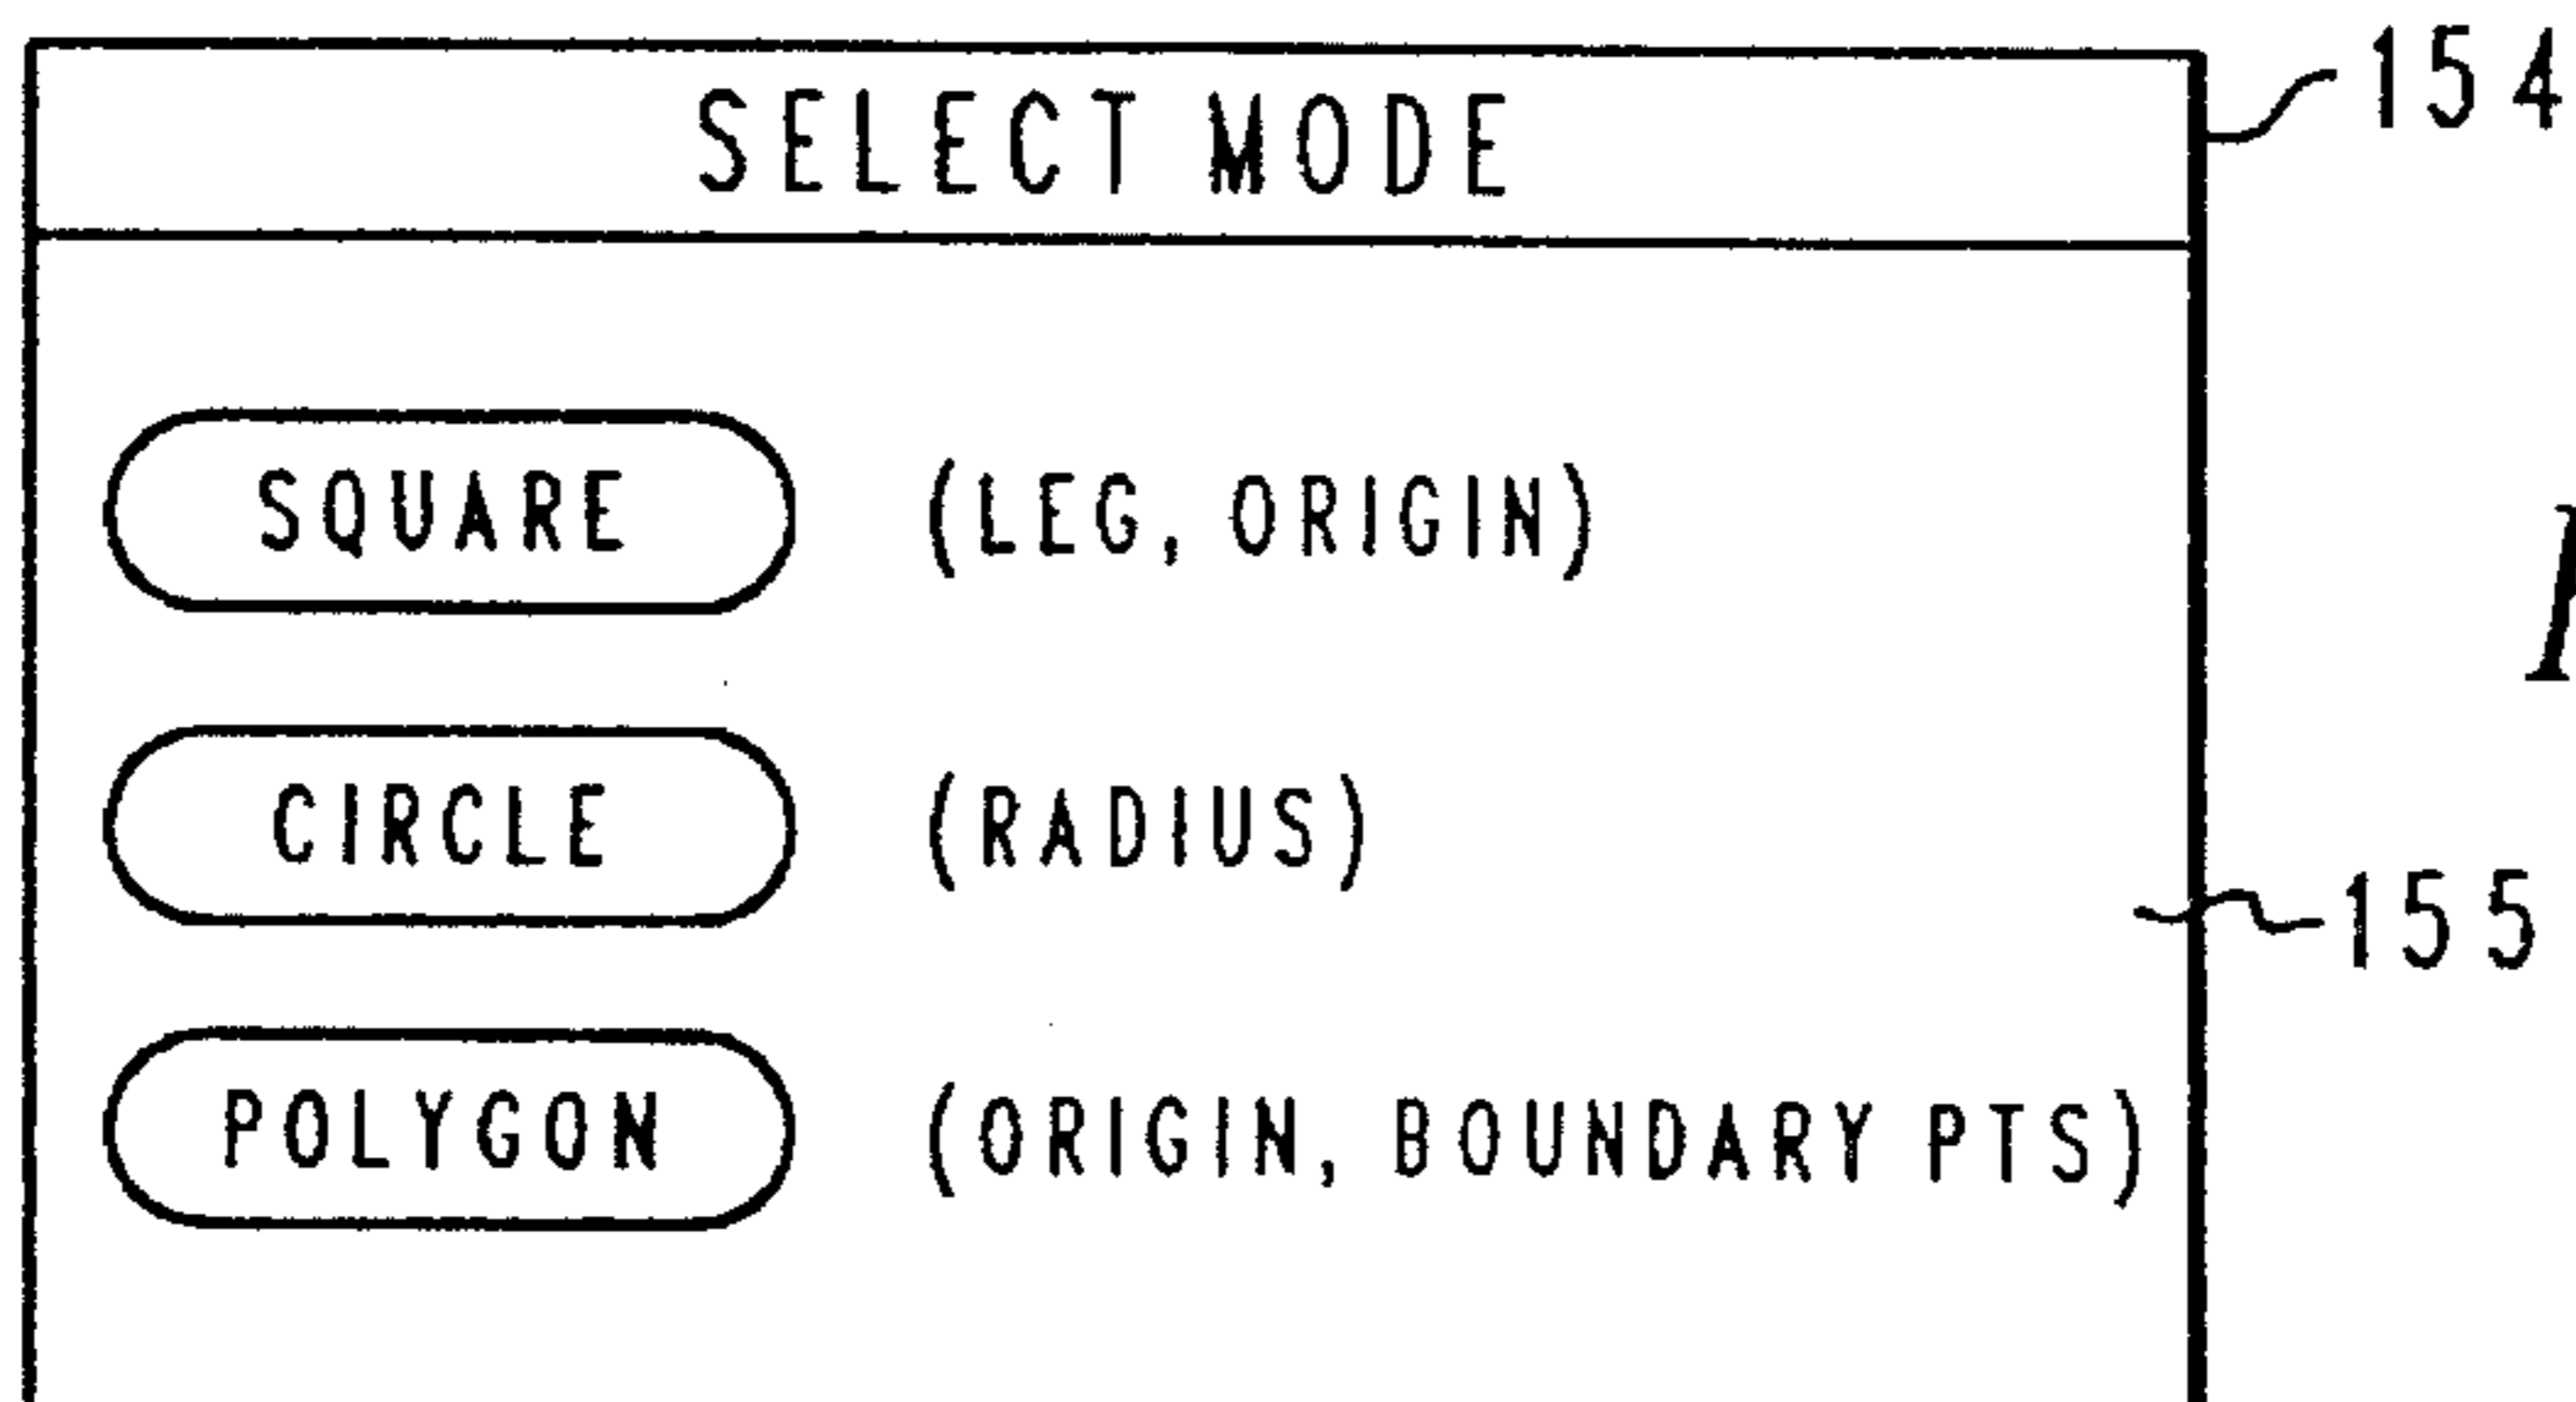 SELECT MODE 154
SQUARE (LEG, ORIGIN)
CIRCLE (RADIUS)
155
POLYGON (ORIGIN, BOUNDARY PTS)